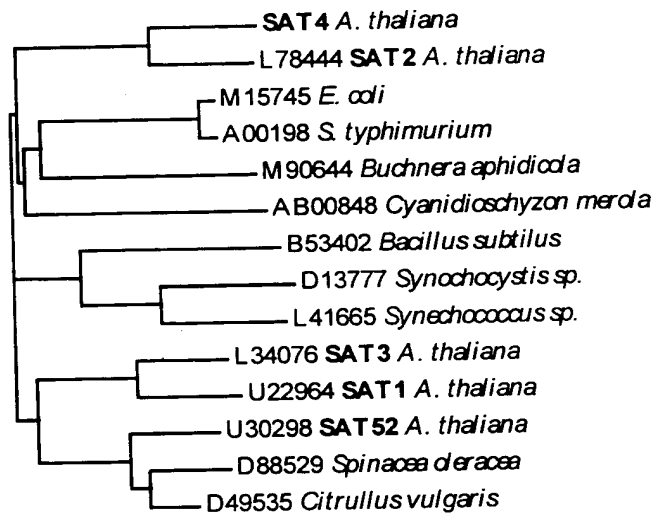 SAT4 A. thaliana
L78444 SAT2 A. thaliana
M15745 E. coli
A00198 S. typhimurium
M90644 Buchnera aphidicola
AB00848 Cyanidioschyzon merola
B53402 Bacillus subtilus
D13777 Synochocystis sp.
L41665 Synechococcus sp.
L34076 SAT3 A. thaliana
U22964 SAT1 A. thaliana
U30298 SAT52 A. thaliana
D88529 Spinacea oleracea
D49535 Citrullus vulgaris